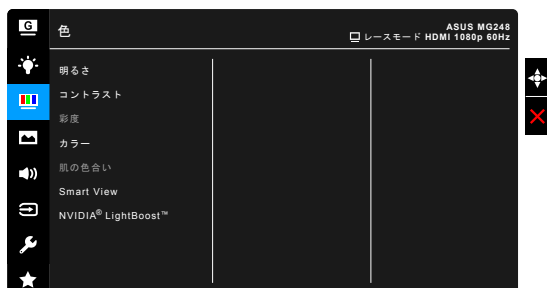 G
色
ASUS MG248
レースモード HDMI 1080p 60Hz
明るさ
コントラスト
彩度
カラー
肌の色合い
Smart View
NVIDIA® LightBoost™